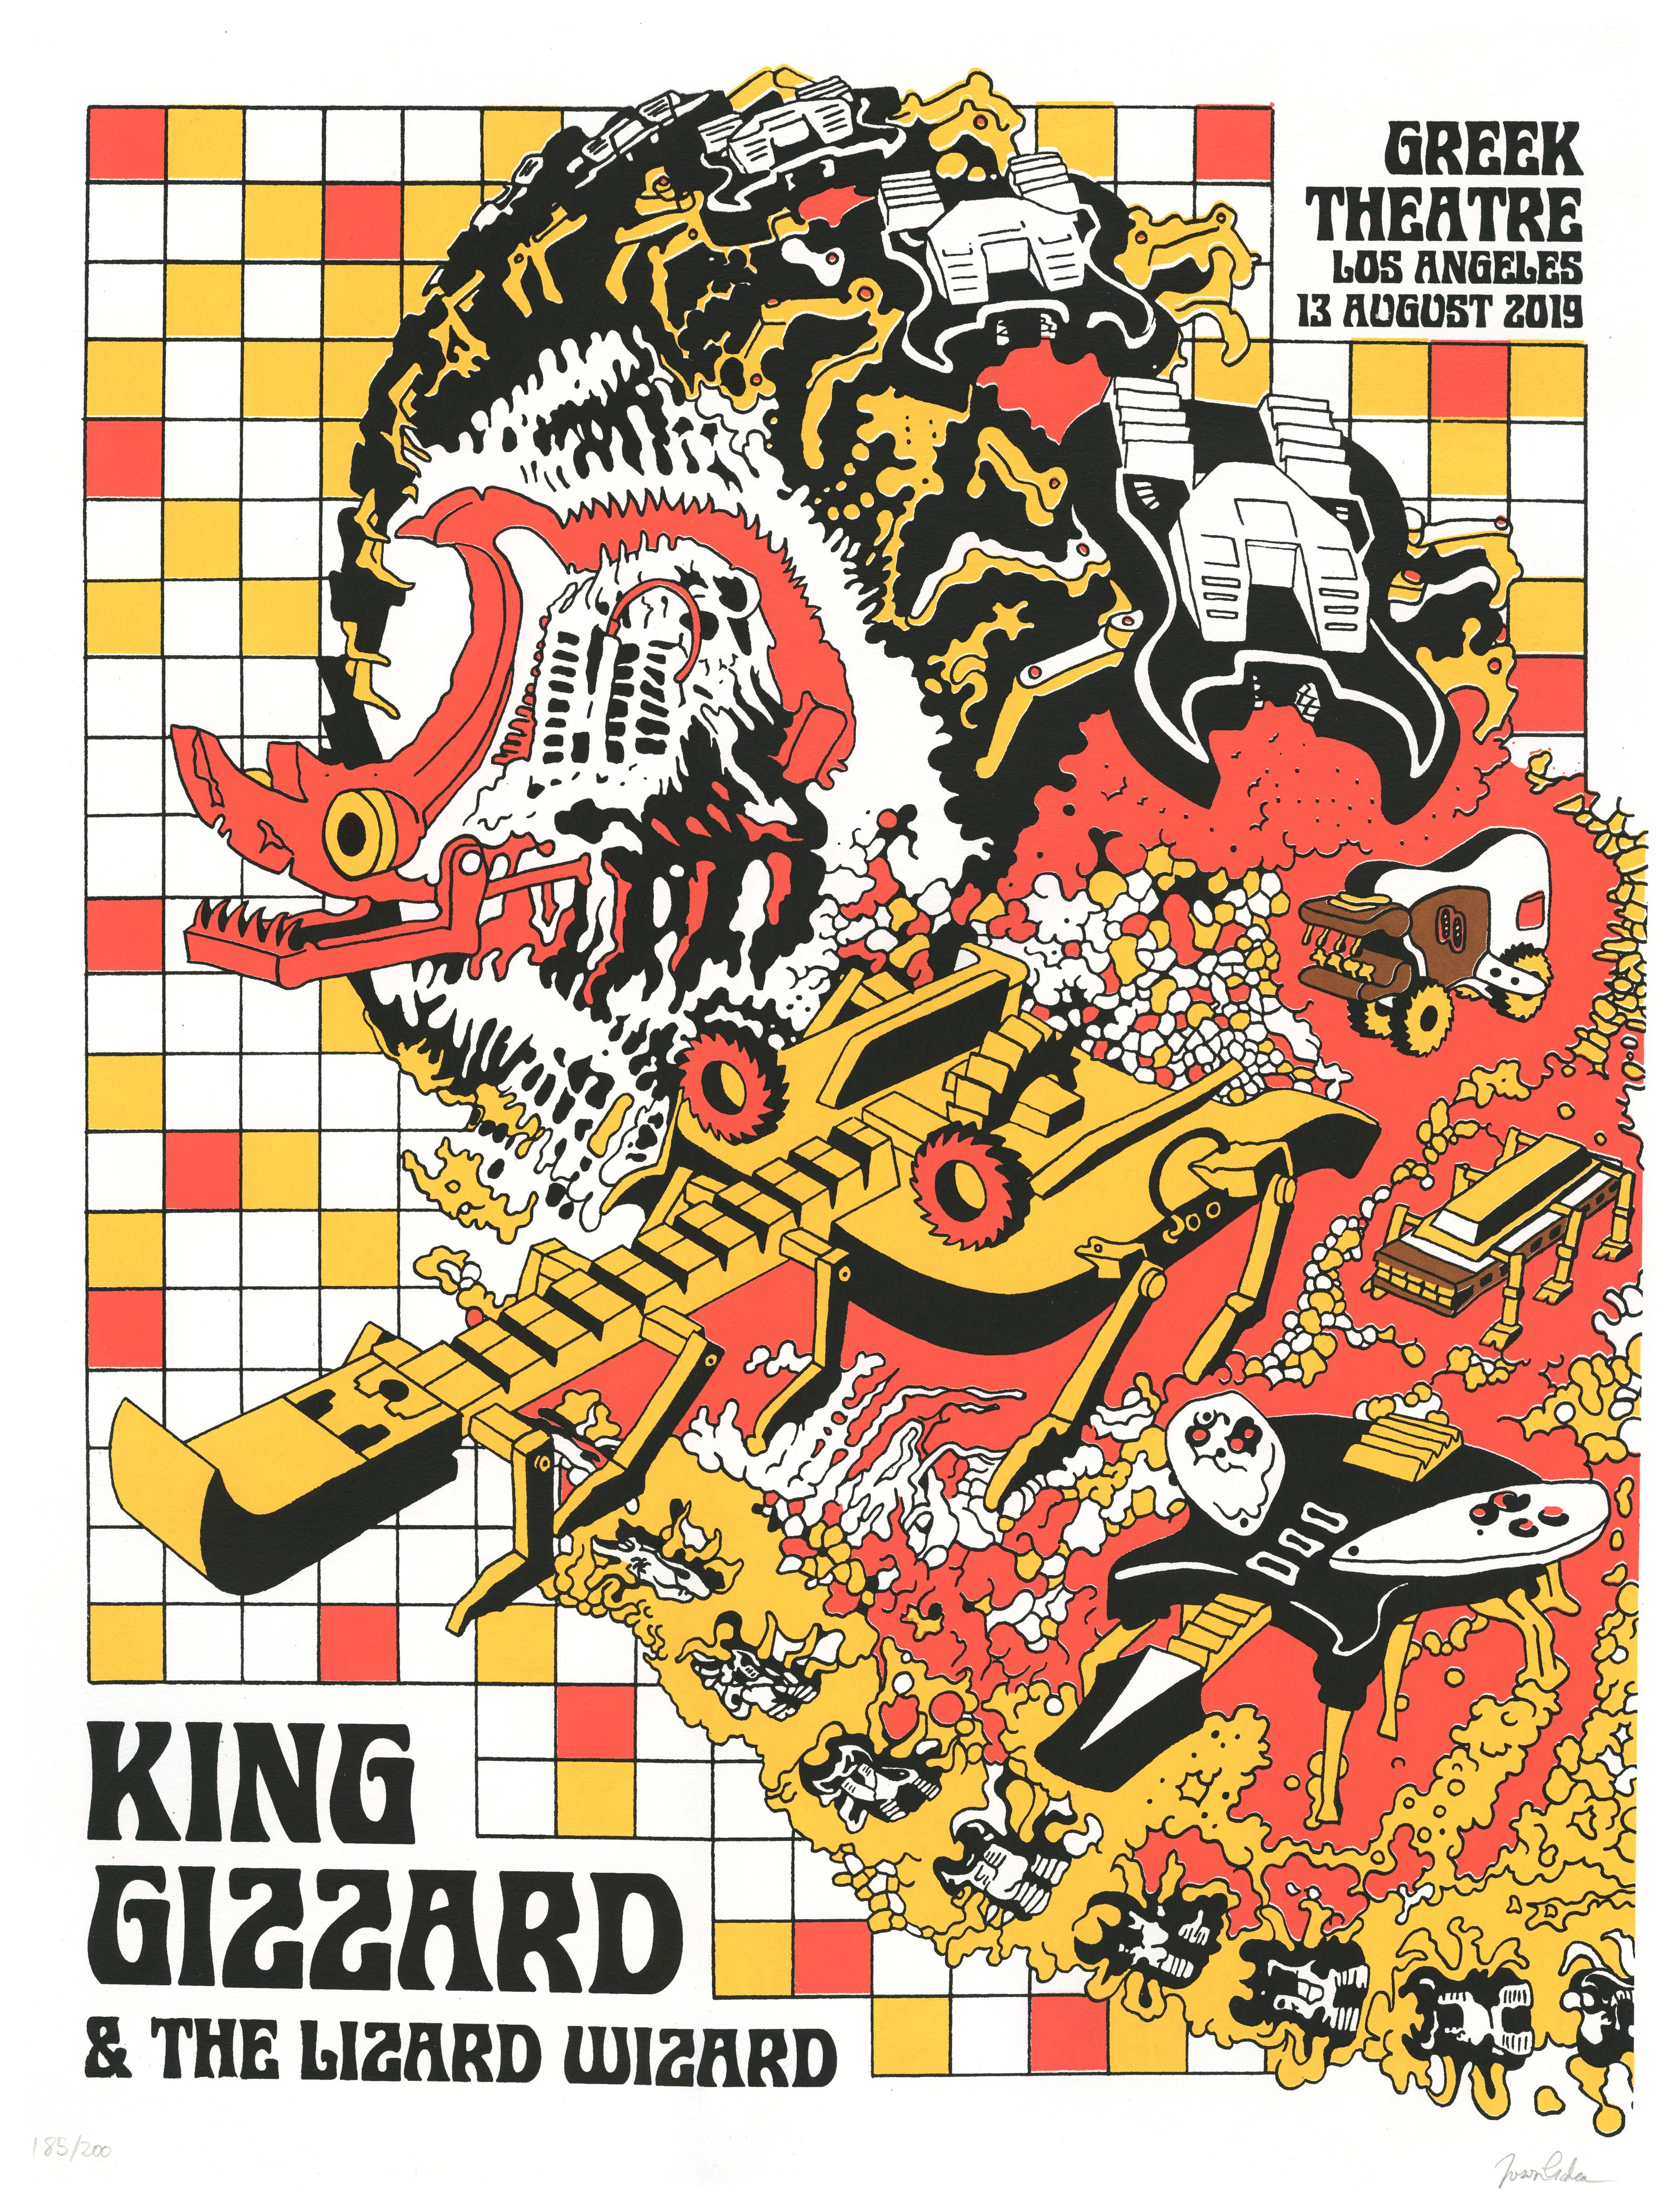 GREEK
THEATRE
LOS ANGELES
13 AUGUST 2019
KING
GIZZARD
& THE LIZARD WIZARD
185/200